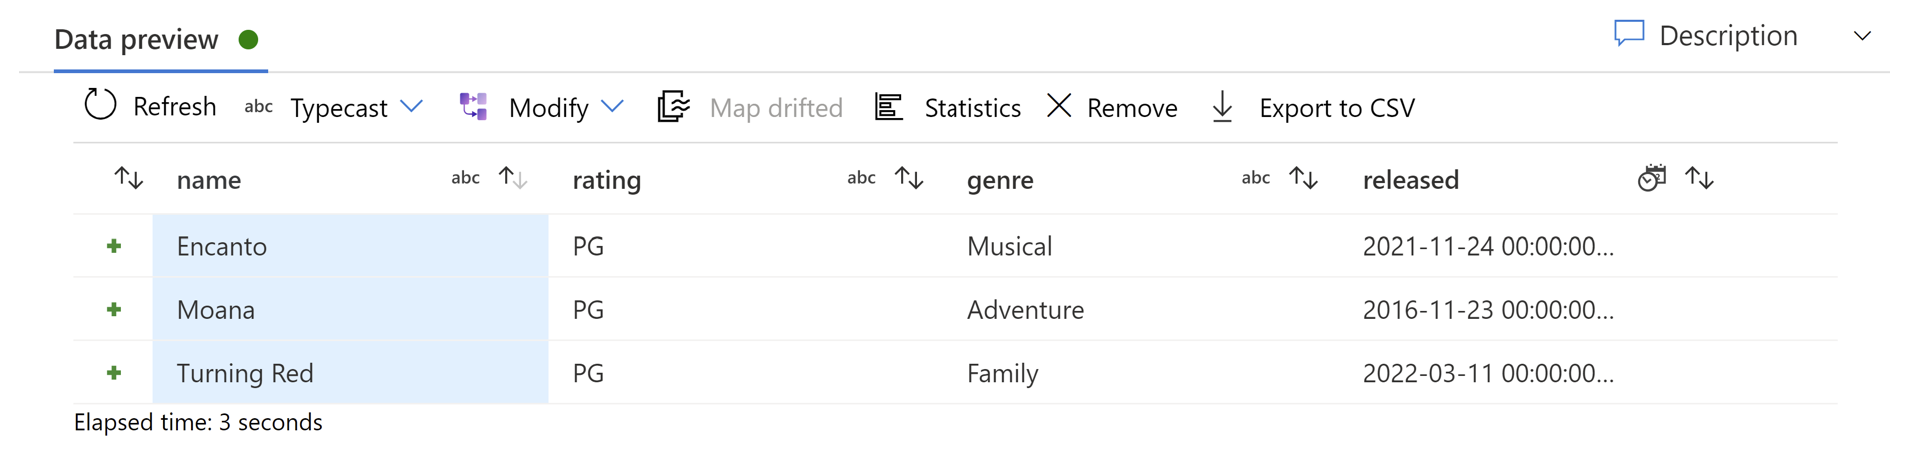 Data preview Description
Refresh abc Typecast Modify Map drifted Statistics Remove Export to CSV
name abc rating abc genre abc released
Encanto PG Musical 2021-11-24 00:00:00...
Moana PG Adventure 2016-11-23 00:00:00...
Turning Red PG Family 2022-03-11 00:00:00...
Elapsed time: 3 seconds